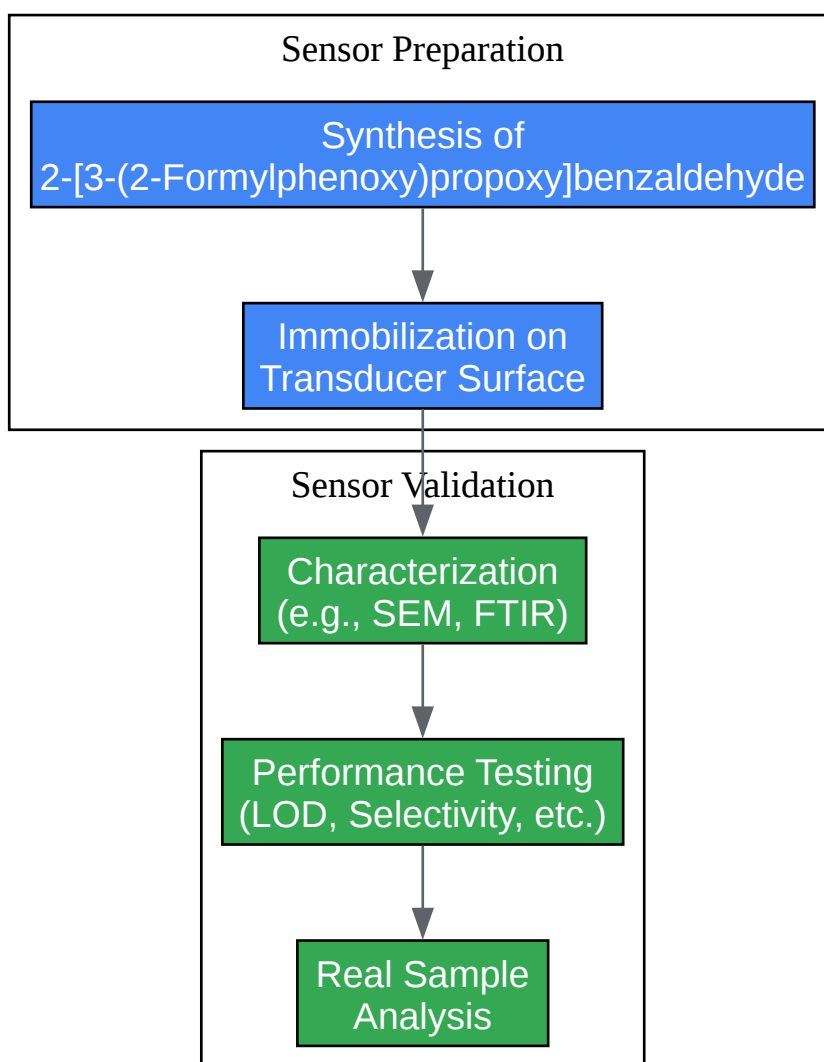 Sensor Preparation
Synthesis of
2-[3-(2-Formylphenoxy)propoxy]benzaldehyde
Immobilization on
Transducer Surface
Sensor Validation
Characterization
(e.g., SEM, FTIR)
Performance Testing
(LOD, Selectivity, etc.)
Real Sample
Analysis